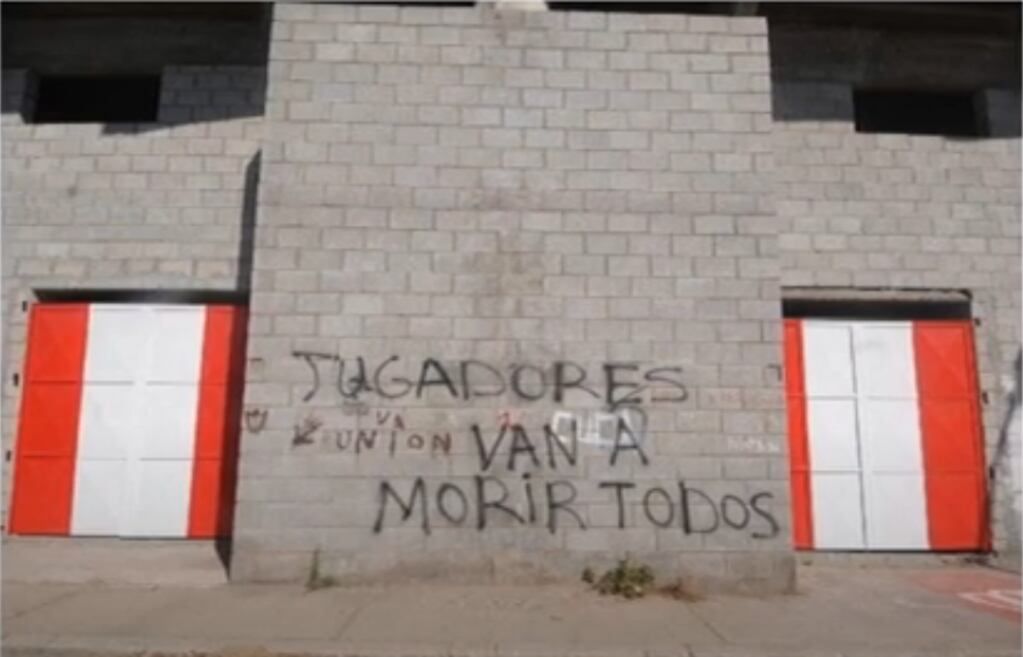 JUGADORES
UNION
VAN A
MORIR TODOS